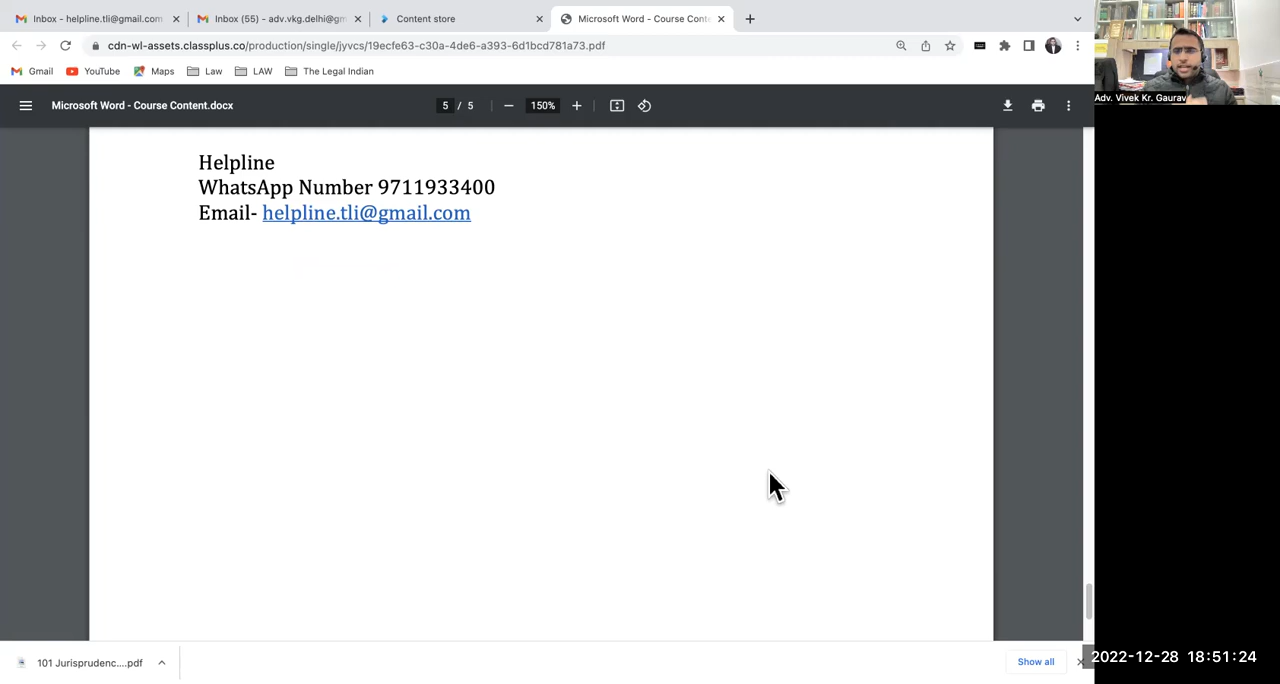 Inbox - helpline.tli@gmail.com
Inbox (55) - adv.vkg.delhi@gm
Content store
Microsoft Word - Course Conte
cdn-wl-assets.classplus.co/production/single/jyvcs/19ecfe63-c30a-4de6-a393-6d1bcd781a73.pdf
Gmail
YouTube
Maps
Law
LAW
The Legal Indian
Adv. Vivek Kr. Gaurav
Microsoft Word - Course Content.docx
5 / 5
150%
Helpline
WhatsApp Number 9711933400
Email- helpline.tli@gmail.com
101 Jurisprudenc....pdf
Show all
2022-12-28 18:51:24